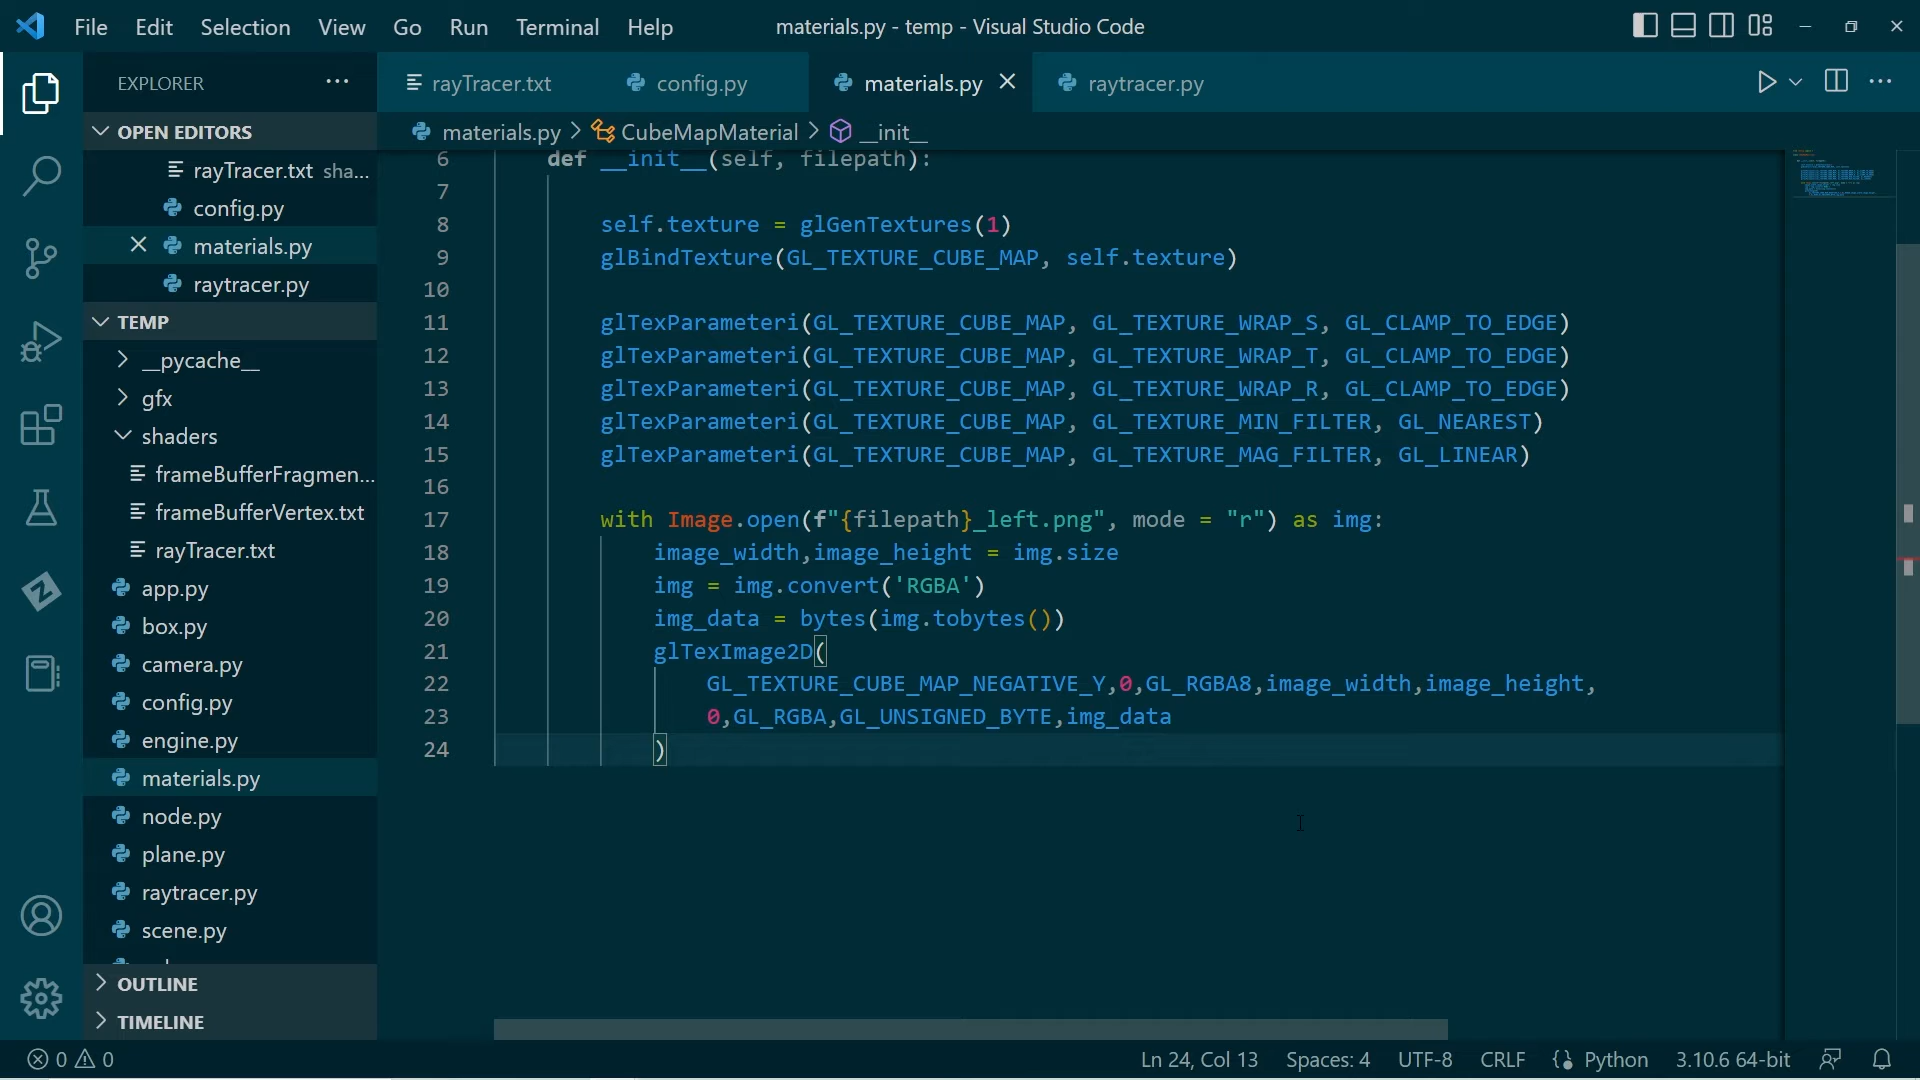 File Edit Selection View Go Run Terminal Help
materials.py - temp - Visual Studio Code
EXPLORER
OPEN EDITORS
rayTracer.txt sha...
config.py
materials.py
raytracer.py
TEMP
__pycache__
gfx
shaders
frameBufferFragmen...
frameBufferVertex.txt
rayTracer.txt
app.py
box.py
camera.py
config.py
engine.py
materials.py
node.py
plane.py
raytracer.py
scene.py
OUTLINE
TIMELINE
rayTracer.txt config.py materials.py raytracer.py
materials.py > CubeMapMaterial > __init__
6 def __init__(self, filepath):
7
8 self.texture = glGenTextures(1)
9 glBindTexture(GL_TEXTURE_CUBE_MAP, self.texture)
10
11 glTexParameteri(GL_TEXTURE_CUBE_MAP, GL_TEXTURE_WRAP_S, GL_CLAMP_TO_EDGE)
12 glTexParameteri(GL_TEXTURE_CUBE_MAP, GL_TEXTURE_WRAP_T, GL_CLAMP_TO_EDGE)
13 glTexParameteri(GL_TEXTURE_CUBE_MAP, GL_TEXTURE_WRAP_R, GL_CLAMP_TO_EDGE)
14 glTexParameteri(GL_TEXTURE_CUBE_MAP, GL_TEXTURE_MIN_FILTER, GL_NEAREST)
15 glTexParameteri(GL_TEXTURE_CUBE_MAP, GL_TEXTURE_MAG_FILTER, GL_LINEAR)
16
17 with Image.open(f"{filepath}_left.png", mode = "r") as img:
18 image_width,image_height = img.size
19 img = img.convert('RGBA')
20 img_data = bytes(img.tobytes())
21 glTexImage2D(
22 GL_TEXTURE_CUBE_MAP_NEGATIVE_Y,0,GL_RGBA8,image_width,image_height,
23 0,GL_RGBA,GL_UNSIGNED_BYTE,img_data
24 )
0 0
Ln 24, Col 13 Spaces: 4 UTF-8 CRLF Python 3.10.6 64-bit